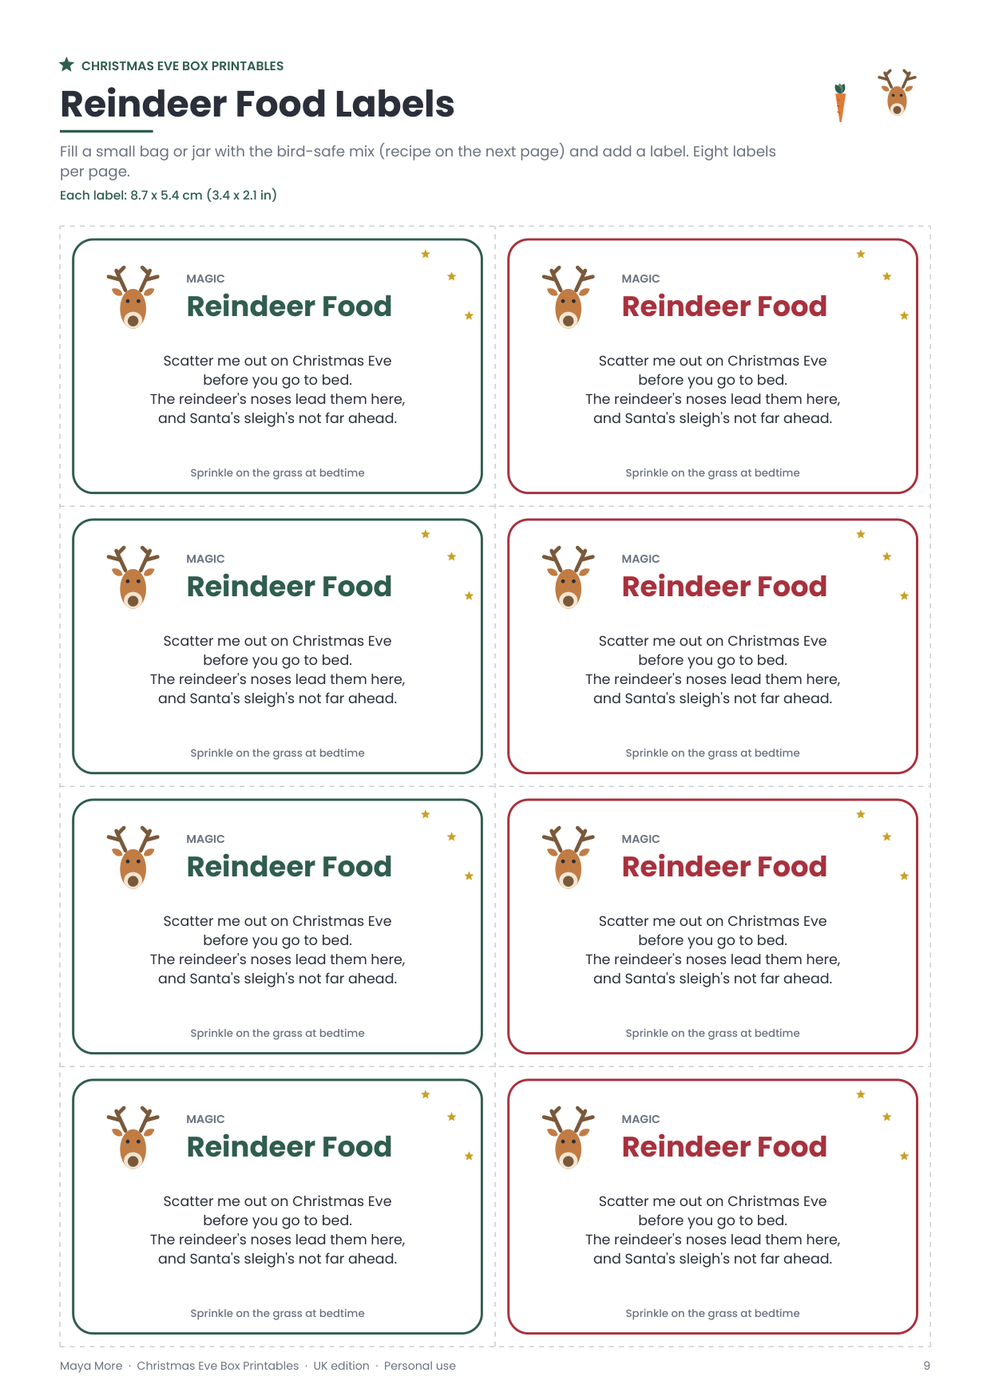 CHRISTMAS EVE BOX PRINTABLES
Reindeer Food Labels
Fill a small bag or jar with the bird-safe mix (recipe on the next page) and add a label. Eight labels
per page.
Each label: 8.7 x 5.4 cm (3.4 x 2.1 in)
MAGIC
Reindeer Food
Scatter me out on Christmas Eve
before you go to bed.
The reindeer's noses lead them here,
and Santa's sleigh's not far ahead.
Sprinkle on the grass at bedtime
MAGIC
Reindeer Food
Scatter me out on Christmas Eve
before you go to bed.
The reindeer's noses lead them here,
and Santa's sleigh's not far ahead.
Sprinkle on the grass at bedtime
MAGIC
Reindeer Food
Scatter me out on Christmas Eve
before you go to bed.
The reindeer's noses lead them here,
and Santa's sleigh's not far ahead.
Sprinkle on the grass at bedtime
MAGIC
Reindeer Food
Scatter me out on Christmas Eve
before you go to bed.
The reindeer's noses lead them here,
and Santa's sleigh's not far ahead.
Sprinkle on the grass at bedtime
MAGIC
Reindeer Food
Scatter me out on Christmas Eve
before you go to bed.
The reindeer's noses lead them here,
and Santa's sleigh's not far ahead.
Sprinkle on the grass at bedtime
MAGIC
Reindeer Food
Scatter me out on Christmas Eve
before you go to bed.
The reindeer's noses lead them here,
and Santa's sleigh's not far ahead.
Sprinkle on the grass at bedtime
MAGIC
Reindeer Food
Scatter me out on Christmas Eve
before you go to bed.
The reindeer's noses lead them here,
and Santa's sleigh's not far ahead.
Sprinkle on the grass at bedtime
MAGIC
Reindeer Food
Scatter me out on Christmas Eve
before you go to bed.
The reindeer's noses lead them here,
and Santa's sleigh's not far ahead.
Sprinkle on the grass at bedtime
Maya More · Christmas Eve Box Printables · UK edition · Personal use 9